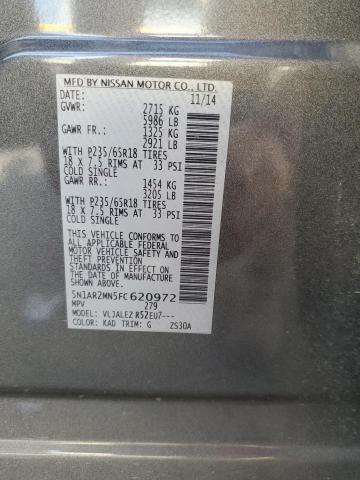 MFD BY NISSAN MOTOR CO., LTD.
DATE: 11/14
GVWR: 2715 KG
5986 LB
GAWR FR.: 1325 KG
2921 LB
WITH P235/65R18 TIRES
18 X 7.5 RIMS AT 33 PSI
COLD SINGLE
GAWR RR.: 1454 KG
3205 LB
WITH P235/65R18 TIRES
18 X 7.5 RIMS AT 33 PSI
COLD SINGLE
THIS VEHICLE CONFORMS TO ALL
APPLICABLE FEDERAL MOTOR
VEHICLE SAFETY, BUMPER AND
THEFT PREVENTION
STANDARDS IN EFFECT ON
THE DATE OF MANUFACTURE
SHOWN ABOVE.
5N1AR2MN5FC620972
MPV 279
MODEL: VLJALEZ R52EU7---
COLOR: KAD TRIM: G ZS30A